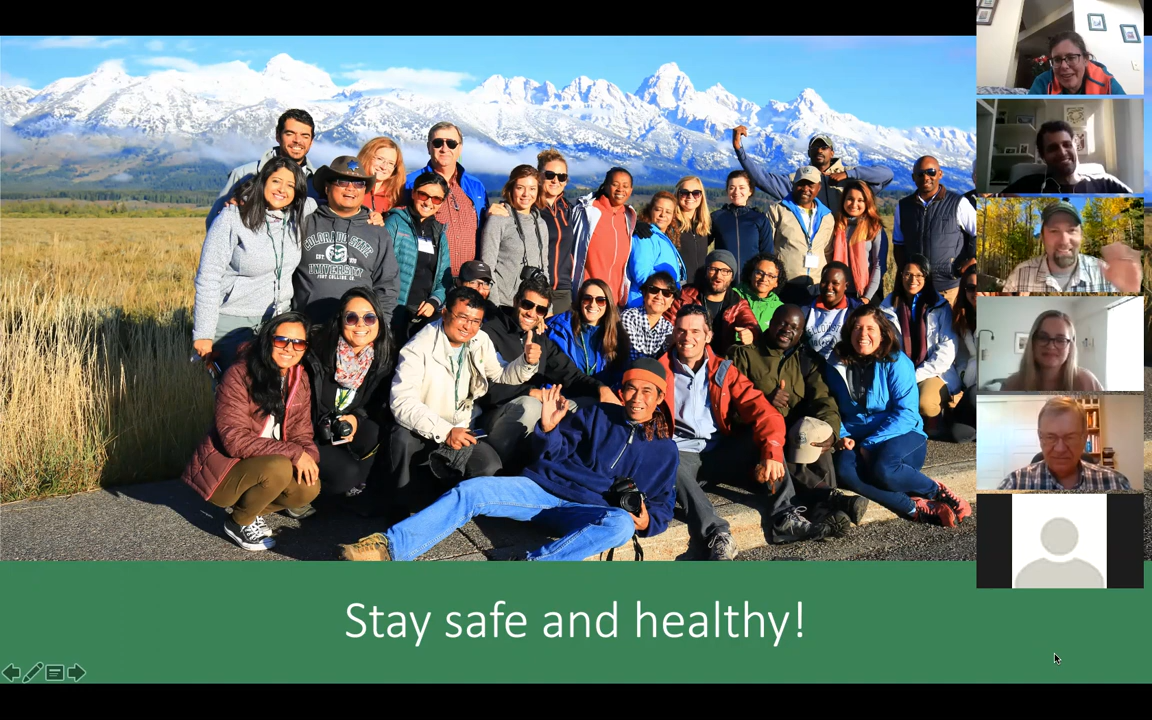 COLORADO STATE
UNIVERSITY
FORT COLLINS, CO
Stay safe and healthy!